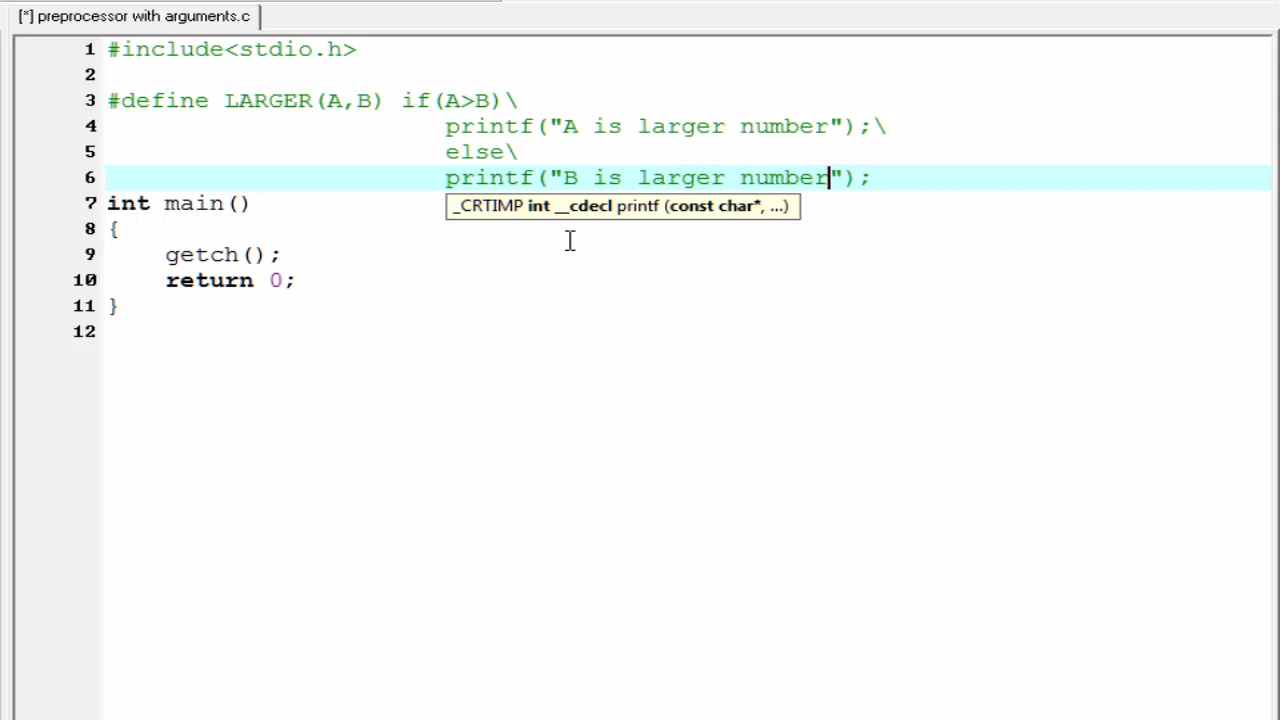 [*] preprocessor with arguments.c
1 #include<stdio.h>
2
3 #define LARGER(A,B) if(A>B)\
4 printf("A is larger number");\
5 else\
6 printf("B is larger number");
7 int main()
_CRTIMP int __cdecl printf (const char*, ...)
8 {
9 getch();
10 return 0;
11 }
12